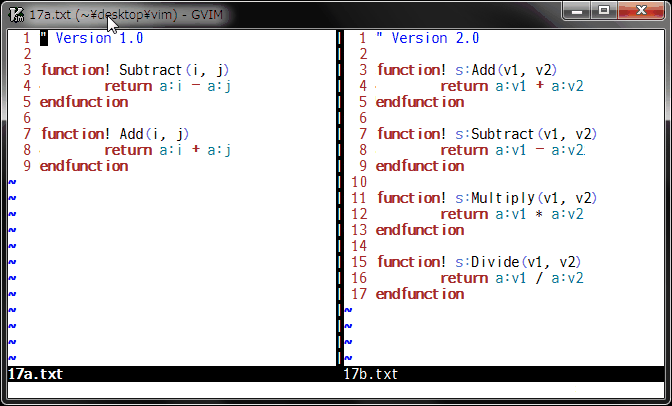 17a.txt (~¥desktop¥vim) - GVIM
1 " Version 1.0
2
3 function! Subtract(i, j)
4 return a:i - a:j
5 endfunction
6
7 function! Add(i, j)
8 return a:i + a:j
9 endfunction
~
~
~
~
~
~
~
~
~
~
~
~
17a.txt
1 " Version 2.0
2
3 function! s:Add(v1, v2)
4 return a:v1 + a:v2
5 endfunction
6
7 function! s:Subtract(v1, v2)
8 return a:v1 - a:v2
9 endfunction
10
11 function! s:Multiply(v1, v2)
12 return a:v1 * a:v2
13 endfunction
14
15 function! s:Divide(v1, v2)
16 return a:v1 / a:v2
17 endfunction
~
~
~
~
17b.txt